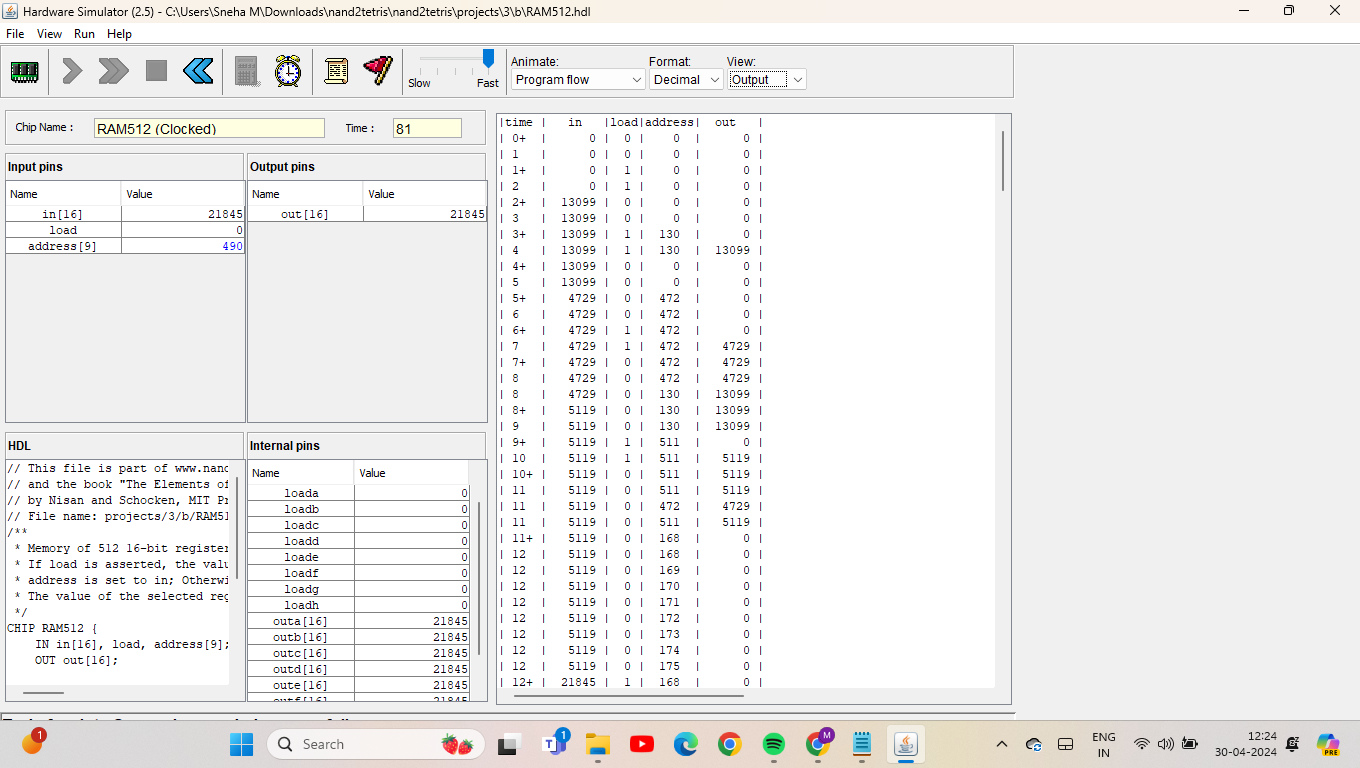 Hardware Simulator (2.5) - C:\Users\Sneha M\Downloads\nand2tetris\nand2tetris\projects\3\b\RAM512.hdl
File View Run Help
Animate: Format: View:
Slow Fast Program flow Decimal Output
Chip Name : RAM512 (Clocked) Time : 81
Input pins
Name Value
in[16] 21845
load 0
address[9] 490
Output pins
Name Value
out[16] 21845
HDL
// This file is part of www.nand
// and the book "The Elements of
// by Nisan and Schocken, MIT Pr
// File name: projects/3/b/RAM51
/**
* Memory of 512 16-bit register
* If load is asserted, the valu
* address is set to in; Otherwi
* The value of the selected reg
*/
CHIP RAM512 {
IN in[16], load, address[9];
OUT out[16];
Internal pins
Name Value
loada 0
loadb 0
loadc 0
loadd 0
loade 0
loadf 0
loadg 0
loadh 0
outa[16] 21845
outb[16] 21845
outc[16] 21845
outd[16] 21845
oute[16] 21845
outf[16] 21845
|time | in |load|address| out |
| 0+ | 0 | 0 | 0 | 0 |
| 1 | 0 | 0 | 0 | 0 |
| 1+ | 0 | 1 | 0 | 0 |
| 2 | 0 | 1 | 0 | 0 |
| 2+ | 13099 | 0 | 0 | 0 |
| 3 | 13099 | 0 | 0 | 0 |
| 3+ | 13099 | 1 | 130 | 0 |
| 4 | 13099 | 1 | 130 | 13099 |
| 4+ | 13099 | 0 | 0 | 0 |
| 5 | 13099 | 0 | 0 | 0 |
| 5+ | 4729 | 0 | 472 | 0 |
| 6 | 4729 | 0 | 472 | 0 |
| 6+ | 4729 | 1 | 472 | 0 |
| 7 | 4729 | 1 | 472 | 4729 |
| 7+ | 4729 | 0 | 472 | 4729 |
| 8 | 4729 | 0 | 472 | 4729 |
| 8 | 4729 | 0 | 130 | 13099 |
| 8+ | 5119 | 0 | 130 | 13099 |
| 9 | 5119 | 0 | 130 | 13099 |
| 9+ | 5119 | 1 | 511 | 0 |
| 10 | 5119 | 1 | 511 | 5119 |
| 10+ | 5119 | 0 | 511 | 5119 |
| 11 | 5119 | 0 | 511 | 5119 |
| 11 | 5119 | 0 | 472 | 4729 |
| 11 | 5119 | 0 | 511 | 5119 |
| 11+ | 5119 | 0 | 168 | 0 |
| 12 | 5119 | 0 | 168 | 0 |
| 12 | 5119 | 0 | 169 | 0 |
| 12 | 5119 | 0 | 170 | 0 |
| 12 | 5119 | 0 | 171 | 0 |
| 12 | 5119 | 0 | 172 | 0 |
| 12 | 5119 | 0 | 173 | 0 |
| 12 | 5119 | 0 | 174 | 0 |
| 12 | 5119 | 0 | 175 | 0 |
| 12+ | 21845 | 1 | 168 | 0 |
1 Search 1 M ENG 12:24
IN 30-04-2024 PRE